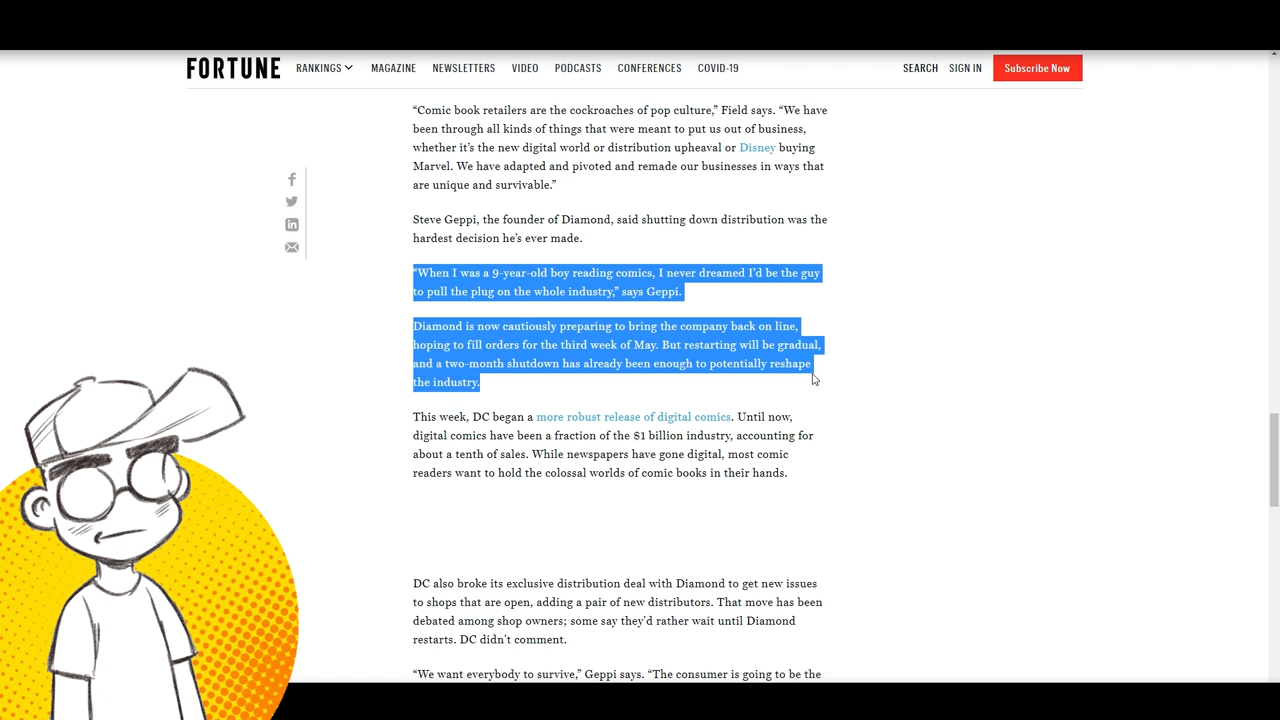 FORTUNE RANKINGS MAGAZINE NEWSLETTERS VIDEO PODCASTS CONFERENCES COVID-19 SEARCH SIGN IN Subscribe Now
“Comic book retailers are the cockroaches of pop culture,” Field says. “We have
been through all kinds of things that were meant to put us out of business,
whether it’s the new digital world or distribution upheaval or Disney buying
Marvel. We have adapted and pivoted and remade our businesses in ways that
are unique and survivable.”
Steve Geppi, the founder of Diamond, said shutting down distribution was the
hardest decision he’s ever made.
“When I was a 9-year-old boy reading comics, I never dreamed I’d be the guy
to pull the plug on the whole industry,” says Geppi.
Diamond is now cautiously preparing to bring the company back on line,
hoping to fill orders for the third week of May. But restarting will be gradual,
and a two-month shutdown has already been enough to potentially reshape
the industry.
This week, DC began a more robust release of digital comics. Until now,
digital comics have been a fraction of the $1 billion industry, accounting for
about a tenth of sales. While newspapers have gone digital, most comic
readers want to hold the colossal worlds of comic books in their hands.
DC also broke its exclusive distribution deal with Diamond to get new issues
to shops that are open, adding a pair of new distributors. That move has been
debated among shop owners; some say they’d rather wait until Diamond
restarts. DC didn’t comment.
“We want everybody to survive,” Geppi says. “The consumer is going to be the